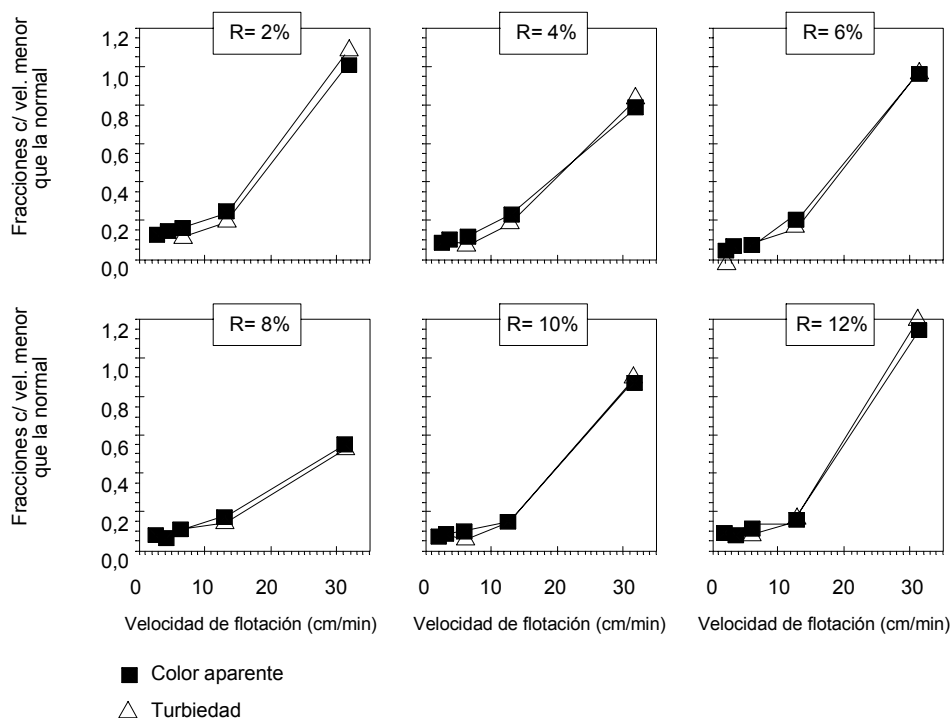 R= 2%
R= 4%
R= 6%
Fracciones c/ vel. menor
que la normal
1,2
1,0
0,8
0,6
0,4
0,2
0,0
R= 8%
R= 10%
R= 12%
Fracciones c/ vel. menor
que la normal
1,2
1,0
0,8
0,6
0,4
0,2
0,0
0 10 20 30
0 10 20 30
0 10 20 30
Velocidad de flotación (cm/min)
Velocidad de flotación (cm/min)
Velocidad de flotación (cm/min)
Color aparente
Turbiedad